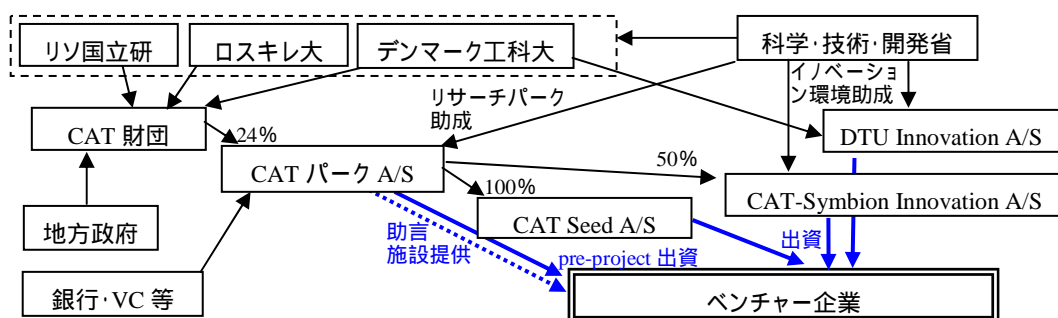 リソ国立研
ロスキレ大
デンマーク工科大
科学・技術・開発省
イノベーショ
ン環境助成
リサーチパーク
助成
CAT 財団
24%
DTU Innovation A/S
CAT パーク A/S
50%
100%
CAT-Symbion Innovation A/S
地方政府
CAT Seed A/S
助言
施設提供
pre-project 出資
出資
銀行・VC 等
ベンチャー企業